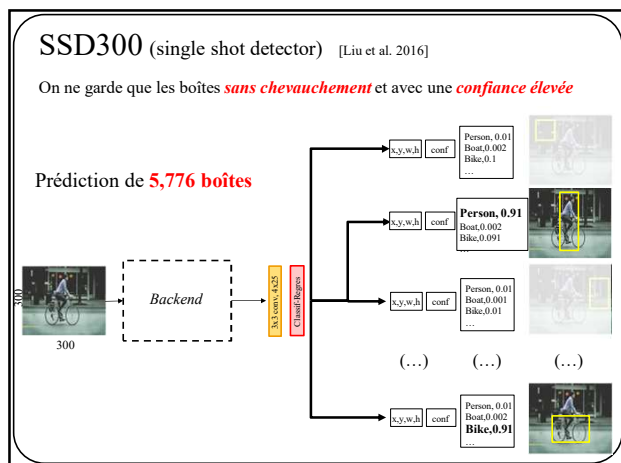 SSD300 (single shot detector) [Liu et al. 2016]
On ne garde que les boîtes sans chevauchement et avec une confiance élevée
Prédiction de 5,776 boîtes
300
300
Backend
3x3 conv, 4x25
Classif-Regres
x,y,w,h
conf
Person, 0.01
Boat,0.002
Bike,0.1
…
x,y,w,h
conf
Person, 0.91
Boat,0.002
Bike,0.091
...
x,y,w,h
conf
Person, 0.01
Boat,0.001
Bike,0.01
…
(…) (…) (…)
x,y,w,h
conf
Person, 0.01
Boat,0.002
Bike,0.91
…